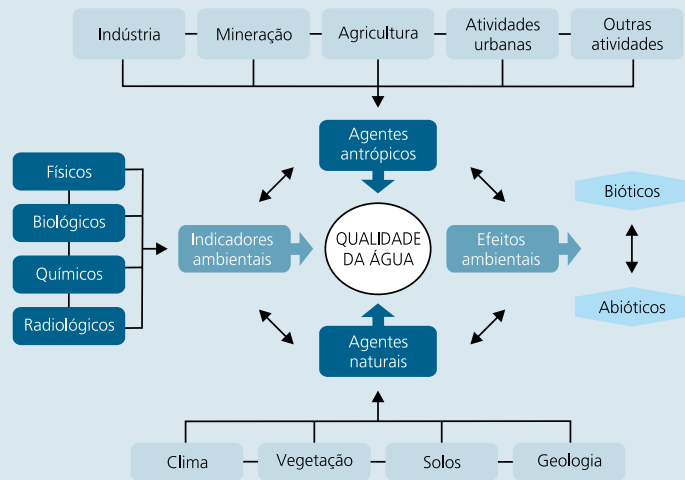 Indústria
Mineração
Agricultura
Atividades
urbanas
Outras
atividades
Agentes
antrópicos
Físicos
Biológicos
Químicos
Radiológicos
Indicadores
ambientais
QUALIDADE
DA ÁGUA
Efeitos
ambientais
Bióticos
Abióticos
Agentes
naturais
Clima
Vegetação
Solos
Geologia